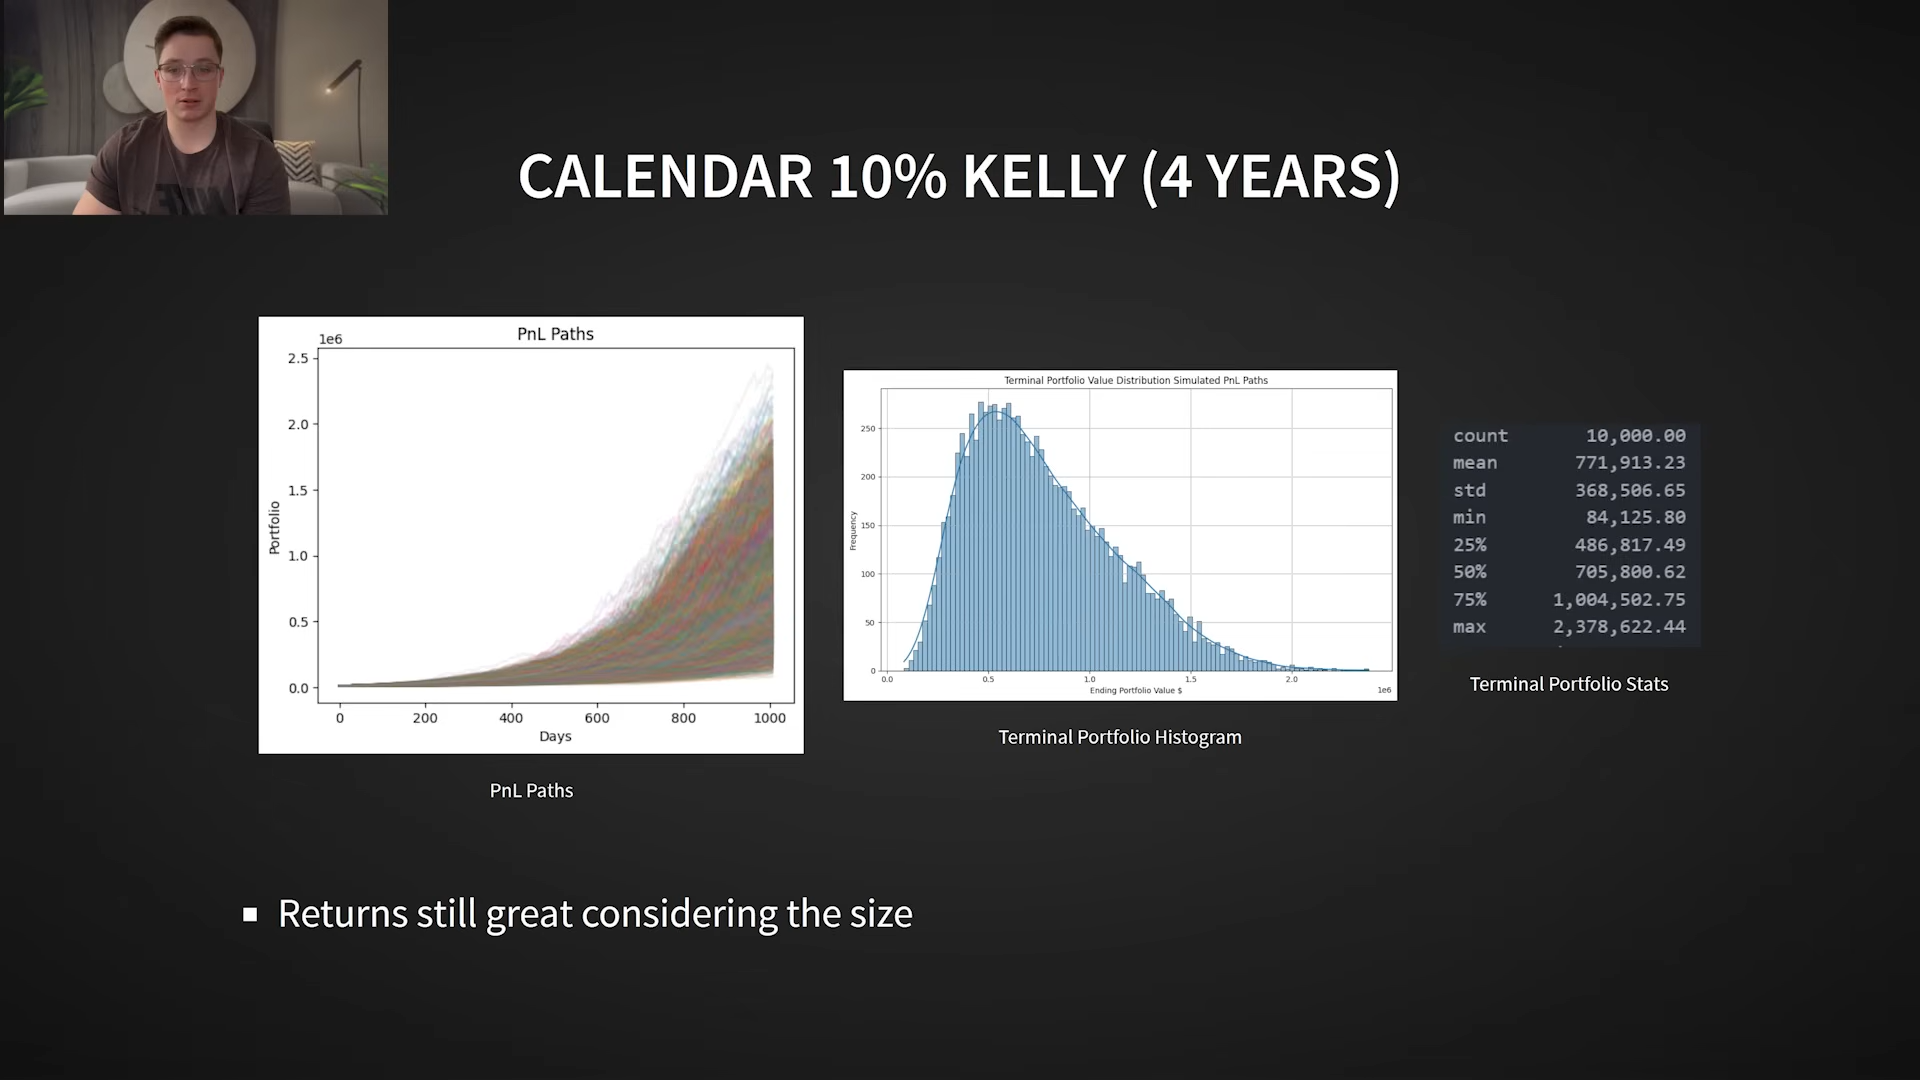 CALENDAR 10% KELLY (4 YEARS)
PnL Paths
1e6
2.5
2.0
1.5
1.0
0.5
0.0
Portfolio
0 200 400 600 800 1000
Days
PnL Paths
Terminal Portfolio Value Distribution Simulated PnL Paths
250
200
150
100
50
0
Frequency
0.0 0.5 1.0 1.5 2.0
1e6
Ending Portfolio Value $
Terminal Portfolio Histogram
count 10,000.00
mean 771,913.23
std 368,506.65
min 84,125.80
25% 486,817.49
50% 705,800.62
75% 1,004,502.75
max 2,378,622.44
Terminal Portfolio Stats
▪ Returns still great considering the size